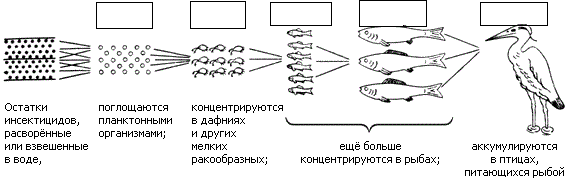 Остатки
инсектицидов,
расворённые
или взвешенные
в воде,
поглощаются
планктонными
организмами;
концентрируются
в дафниях
и других
мелких
ракообразных;
ещё больше
концентрируются в рыбах;
аккумулируются
в птицах,
питающихся рыбой